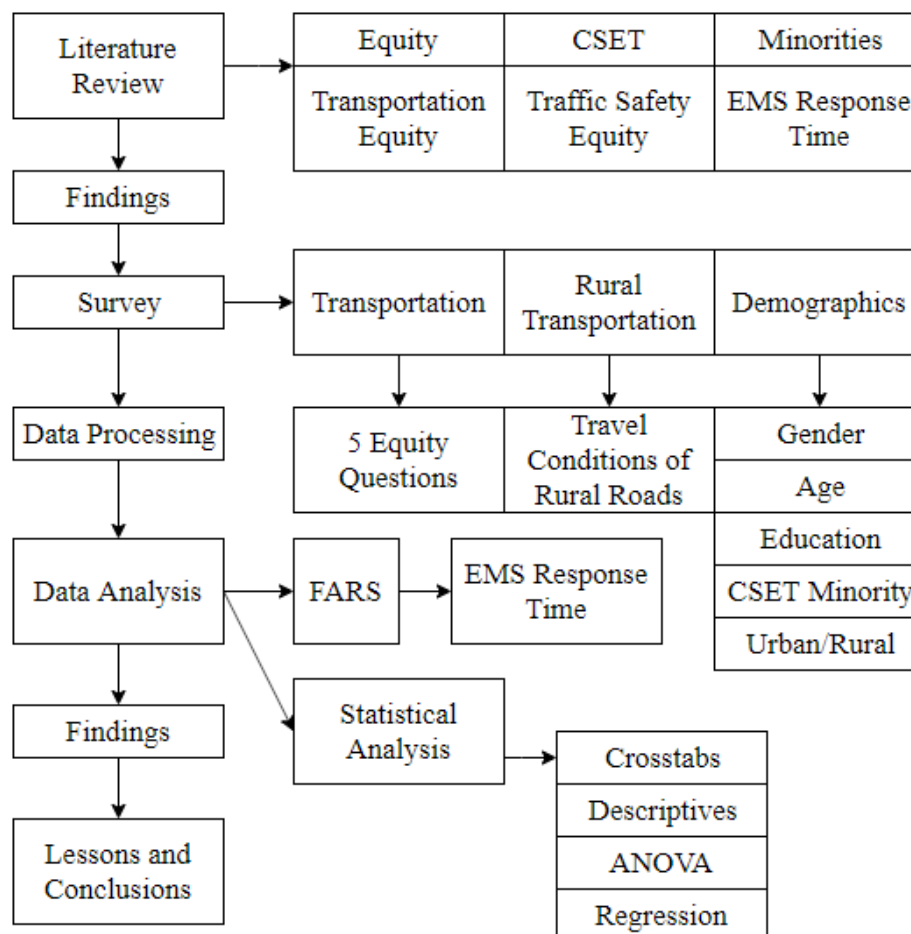 Literature
Review
Equity
CSET
Minorities
Transportation
Equity
Traffic Safety
Equity
EMS Response
Time
Findings
Survey
Transportation
Rural
Transportation
Demographics
Data Processing
5 Equity
Questions
Travel
Conditions of
Rural Roads
Gender
Age
Education
CSET Minority
Urban/Rural
Data Analysis
FARS
EMS Response
Time
Findings
Statistical
Analysis
Crosstabs
Descriptives
ANOVA
Regression
Lessons and
Conclusions